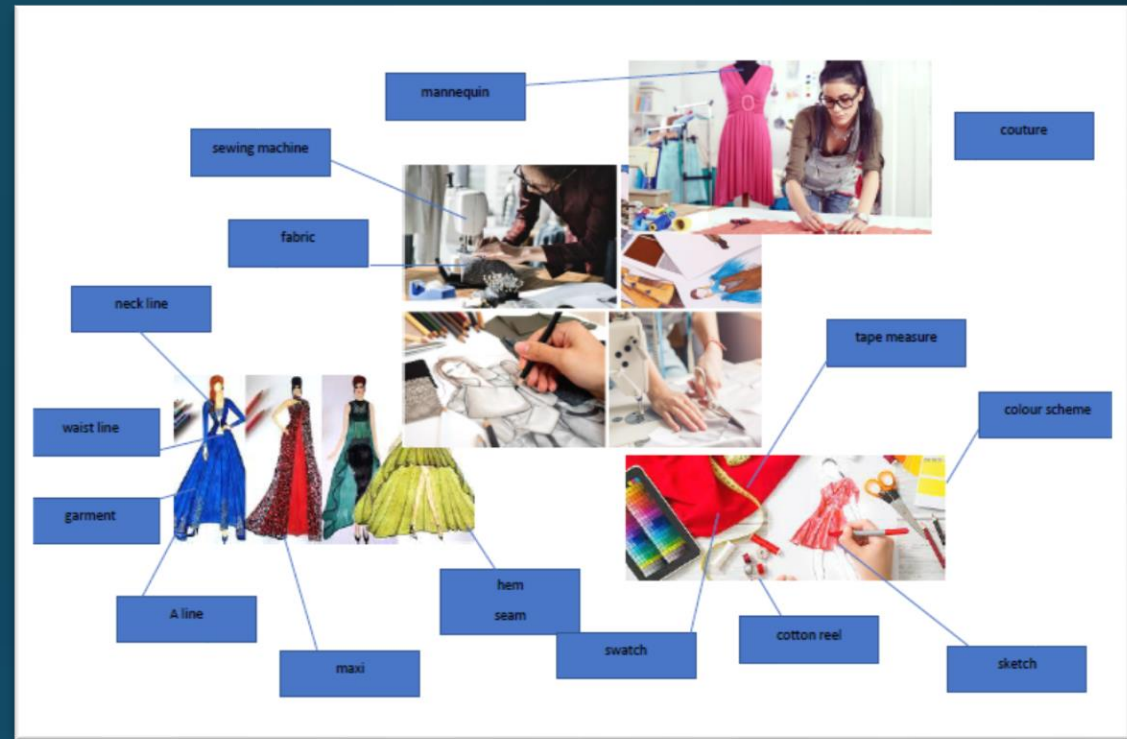 mannequin
couture
sewing machine
fabric
neck line
tape measure
colour scheme
waist line
garment
hem
seam
A line
cotton reel
swatch
sketch
maxi